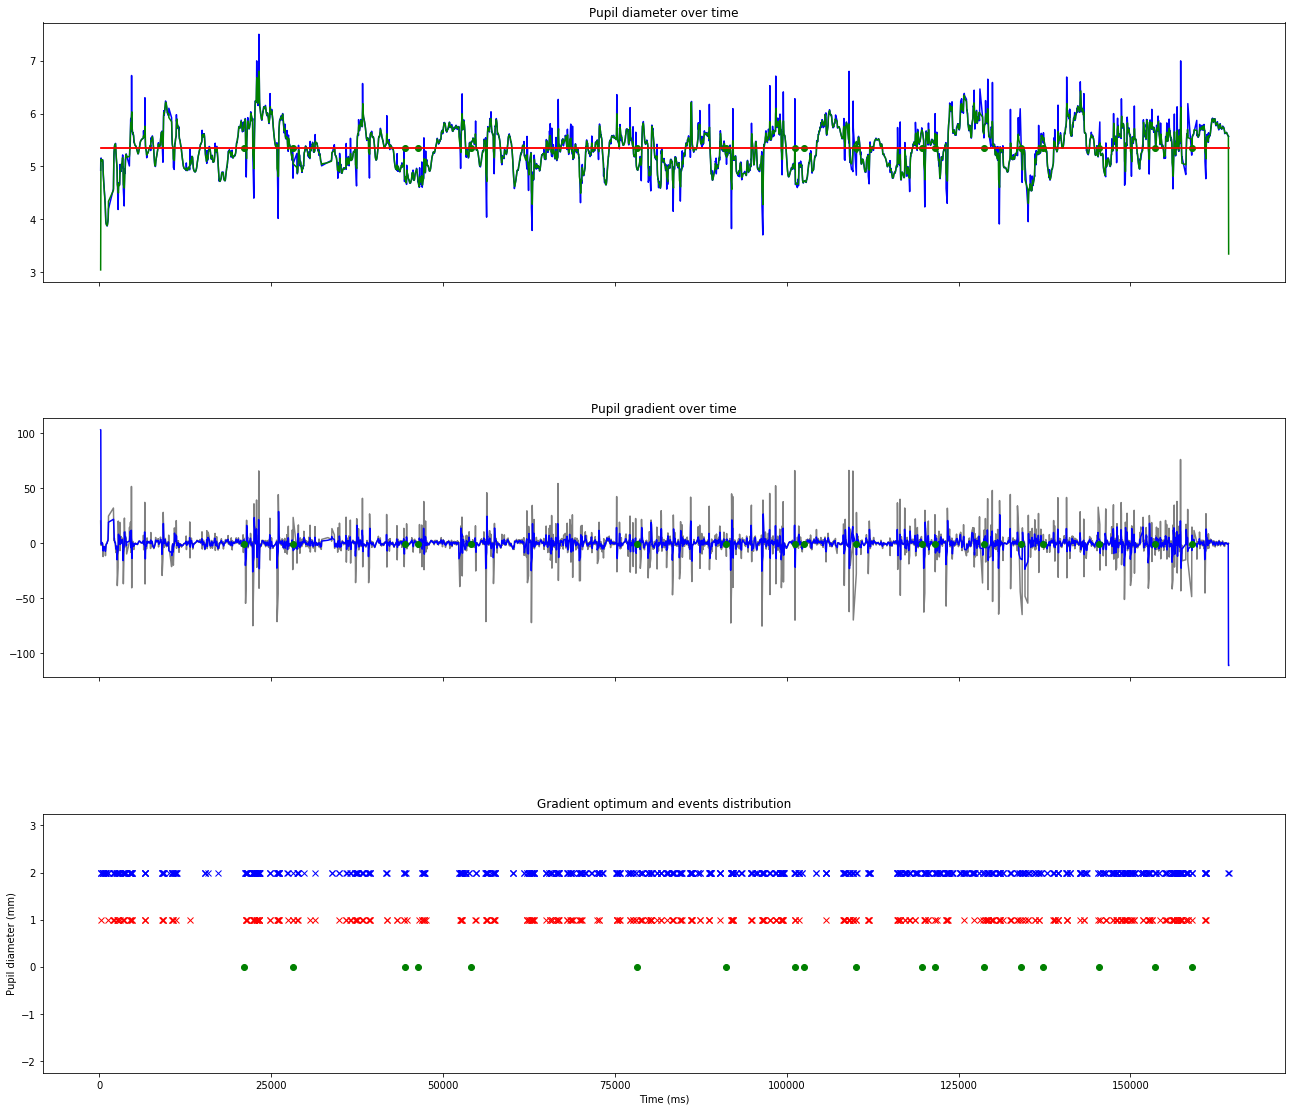 Pupil diameter over time
7
6
5
4
3
Pupil gradient over time
100
50
0
−50
−100
Gradient optimum and events distribution
3
2
1
0
−1
−2
Pupil diameter (mm)
0 25000 50000 75000 100000 125000 150000
Time (ms)